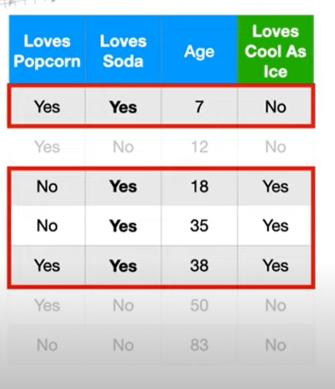 Loves Popcorn Loves Soda Age Loves Cool As Ice
Yes Yes 7 No
Yes No 12 No
No Yes 18 Yes
No Yes 35 Yes
Yes Yes 38 Yes
Yes No 50 No
No No 83 No